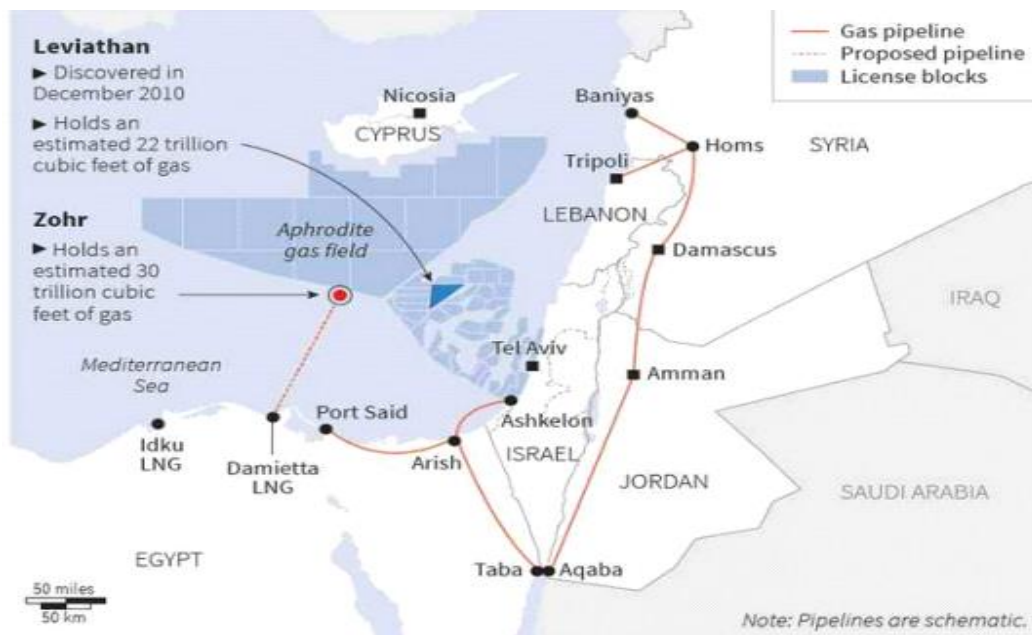 Leviathan
► Discovered in
December 2010
► Holds an
estimated 22 trillion
cubic feet of gas
Zohr
► Holds an
estimated 30
trillion cubic
feet of gas
Gas pipeline
Proposed pipeline
License blocks
Nicosia
CYPRUS
Baniyas
Homs
SYRIA
Tripoli
LEBANON
Aphrodite
gas field
Damascus
IRAQ
Mediterranean
Sea
Tel Aviv
Amman
Idku
LNG
Damietta
LNG
Port Said
Arish
Ashkelon
ISRAEL
JORDAN
SAUDI ARABIA
EGYPT
Taba
Aqaba
50 miles
50 km
Note: Pipelines are schematic.